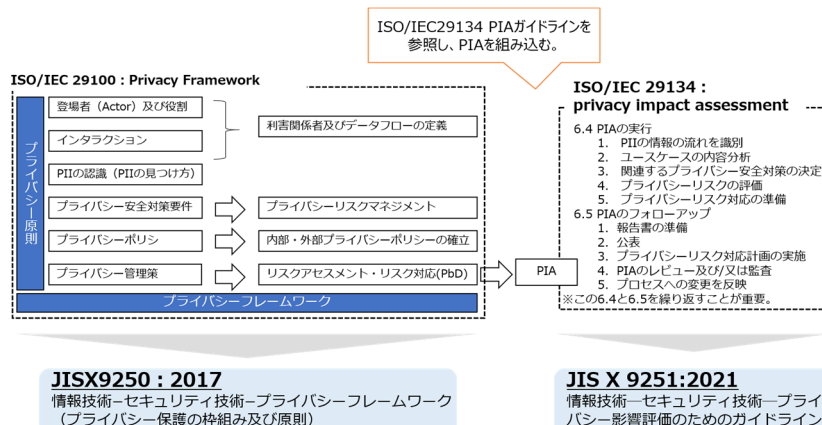 ISO/IEC29134 PIAガイドラインを
参照し、PIAを組み込む。
ISO/IEC 29100：Privacy Framework
プライバシー原則
登場者（Actor）及び役割
インタラクション
PIIの認識（PIIの見つけ方）
プライバシー安全対策要件
プライバシーポリシ
プライバシー管理策
利害関係者及びデータフローの定義
プライバシーリスクマネジメント
内部・外部プライバシーポリシーの確立
リスクアセスメント・リスク対応(PbD)
プライバシーフレームワーク
PIA
ISO/IEC 29134：
privacy impact assessment
6.4 PIAの実行
1. PIIの情報の流れを識別
2. ユースケースの内容分析
3. 関連するプライバシー安全対策の決定
4. プライバシーリスクの評価
5. プライバシーリスク対応の準備
6.5 PIAのフォローアップ
1. 報告書の準備
2. 公表
3. プライバシーリスク対応計画の実施
4. PIAのレビュー及び/又は監査
5. プロセスへの変更を反映
※この6.4と6.5を繰り返すことが重要。
JISX9250：2017
情報技術−セキュリティ技術−プライバシーフレームワーク
（プライバシー保護の枠組み及び原則）
JIS X 9251:2021
情報技術―セキュリティ技術―プライ
バシー影響評価のためのガイドライン